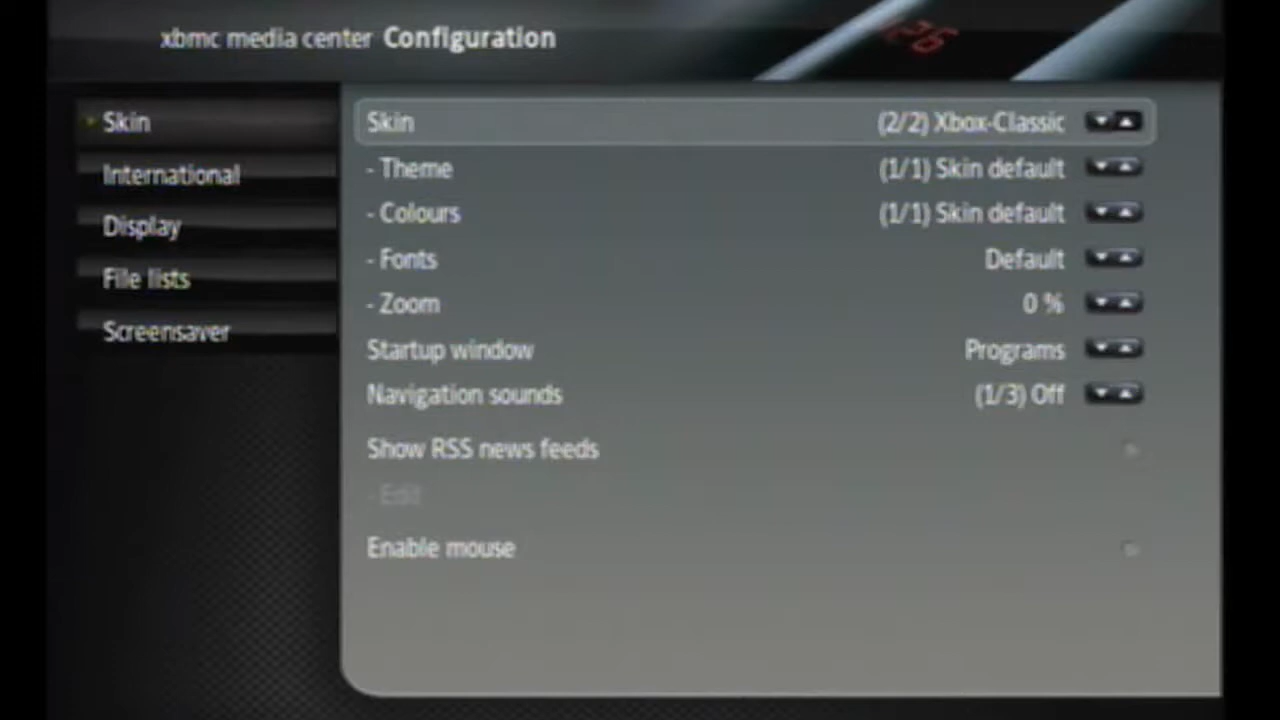 xbmc media center Configuration
Skin
International
Display
File lists
Screensaver
Skin (2/2) Xbox-Classic
- Theme (1/1) Skin default
- Colours (1/1) Skin default
- Fonts Default
- Zoom 0 %
Startup window Programs
Navigation sounds (1/3) Off
Show RSS news feeds
- Edit
Enable mouse